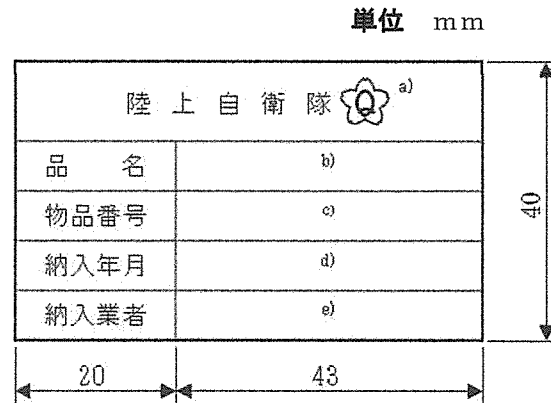 単位 mm
陸上自衛隊 Q a)
品名 b)
物品番号 c)
納入年月 d)
納入業者 e)
40
20 43